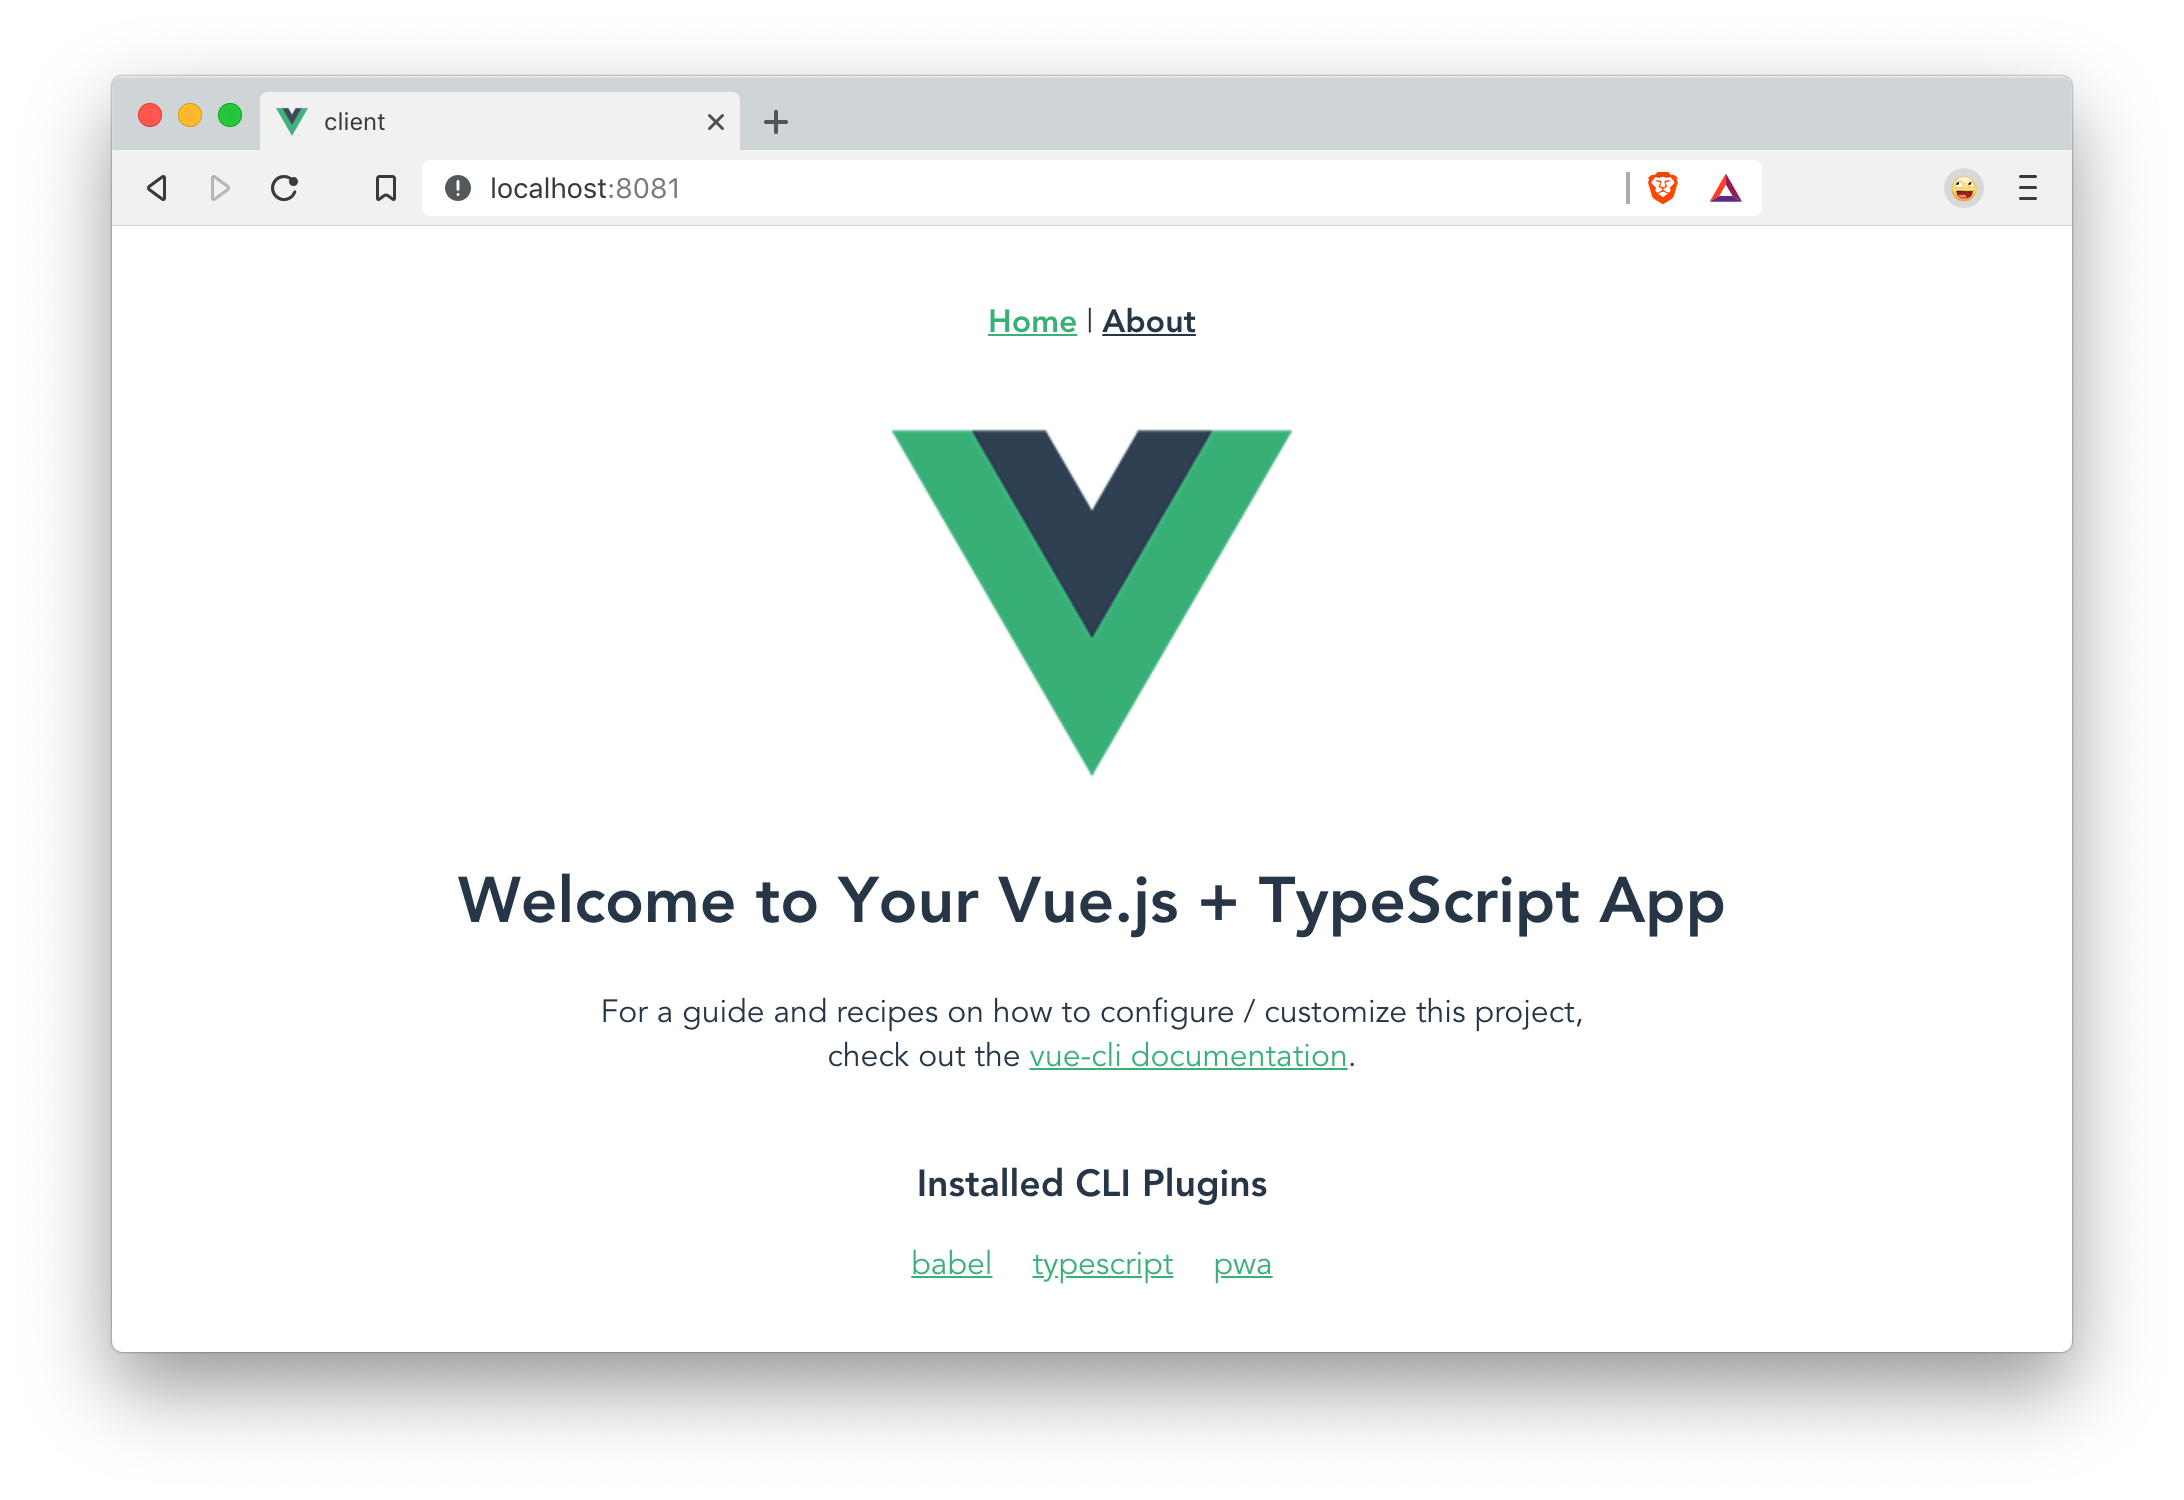 client
localhost:8081
Home | About
Welcome to Your Vue.js + TypeScript App
For a guide and recipes on how to configure / customize this project,
check out the vue-cli documentation.
Installed CLI Plugins
babel typescript pwa